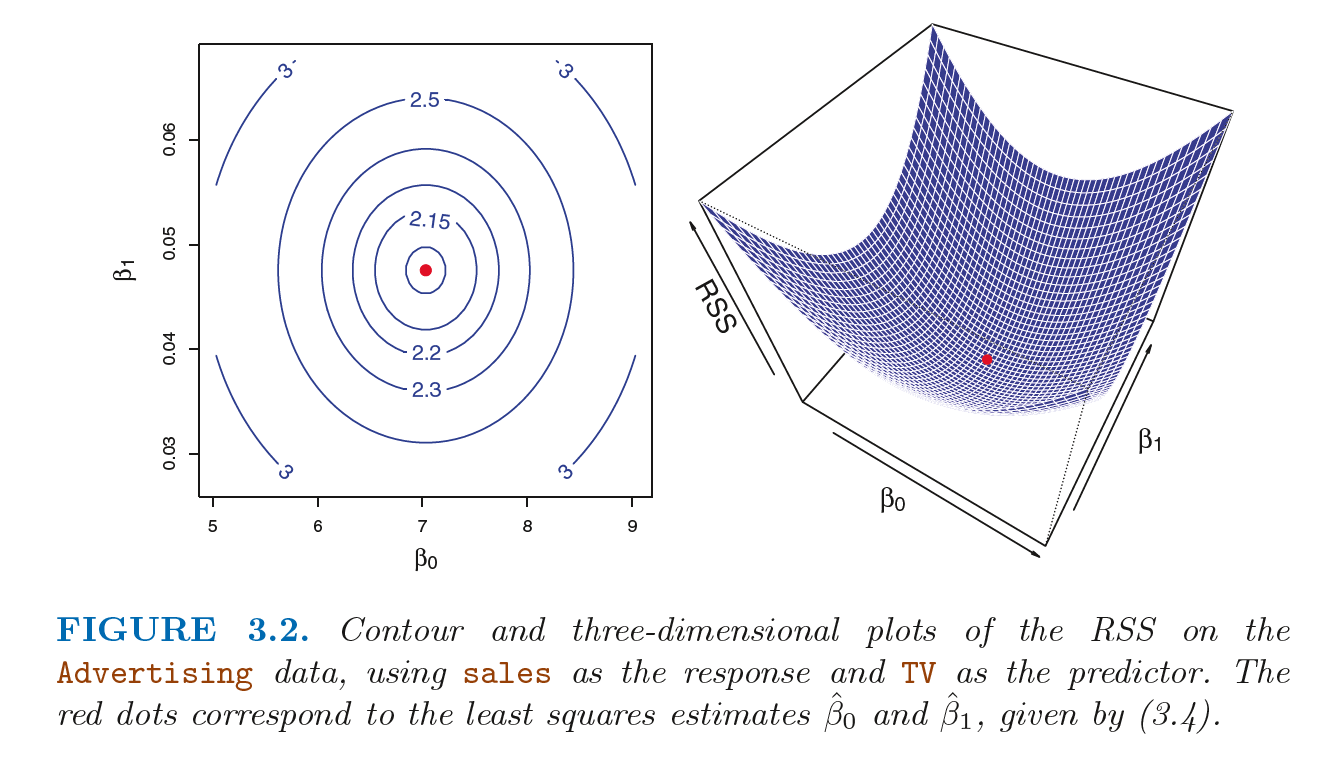 3
3
2.5
2.15
2.2
2.3
3
3
0.06
0.05
0.04
0.03
β1
5 6 7 8 9
β0
RSS
β0
β1
FIGURE 3.2. Contour and three-dimensional plots of the RSS on the
Advertising data, using sales as the response and TV as the predictor. The
red dots correspond to the least squares estimates β̂0 and β̂1, given by (3.4).